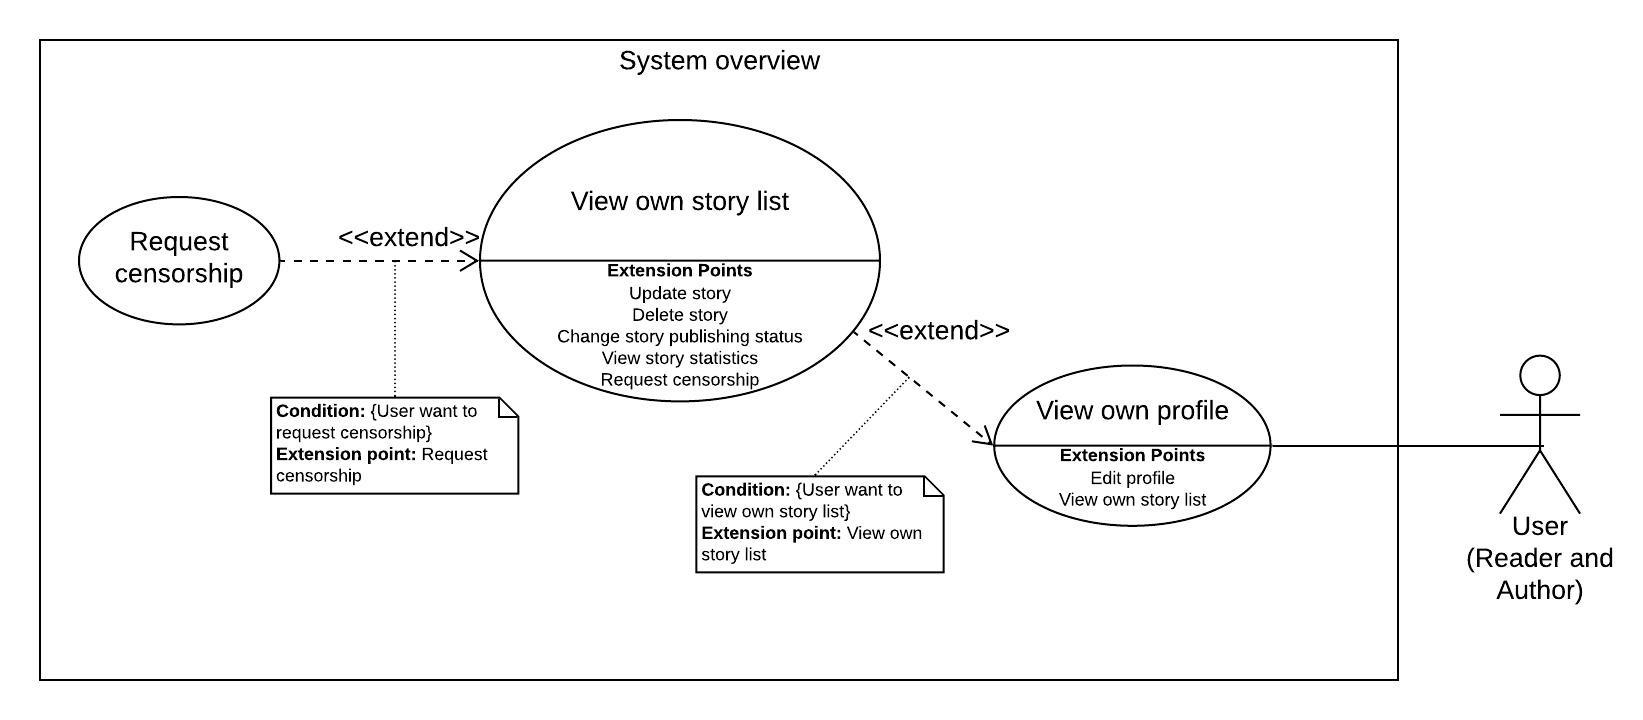 System overview
Request
censorship
<<extend>>
View own story list
Extension Points
Update story
Delete story
Change story publishing status
View story statistics
Request censorship
Condition: {User want to
request censorship}
Extension point: Request
censorship
<<extend>>
View own profile
Extension Points
Edit profile
View own story list
Condition: {User want to
view own story list}
Extension point: View own
story list
User
(Reader and
Author)